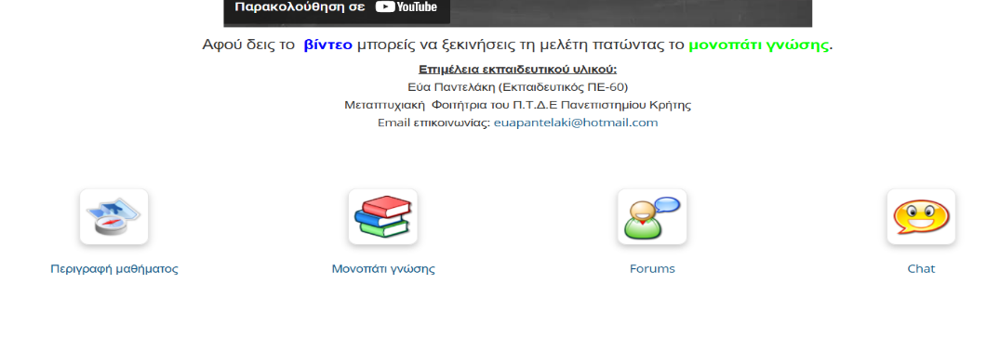 Παρακολούθηση σε YouTube
Αφού δεις το βίντεο μπορείς να ξεκινήσεις τη μελέτη πατώντας το μονοπάτι γνώσης.
Επιμέλεια εκπαιδευτικού υλικού:
Εύα Παντελάκη (Εκπαιδευτικός ΠΕ-60)
Μεταπτυχιακή Φοιτήτρια του Π.Τ.Δ.Ε Πανεπιστημίου Κρήτης
Email επικοινωνίας: euapantelaki@hotmail.com
Περιγραφή μαθήματος
Μονοπάτι γνώσης
Forums
Chat